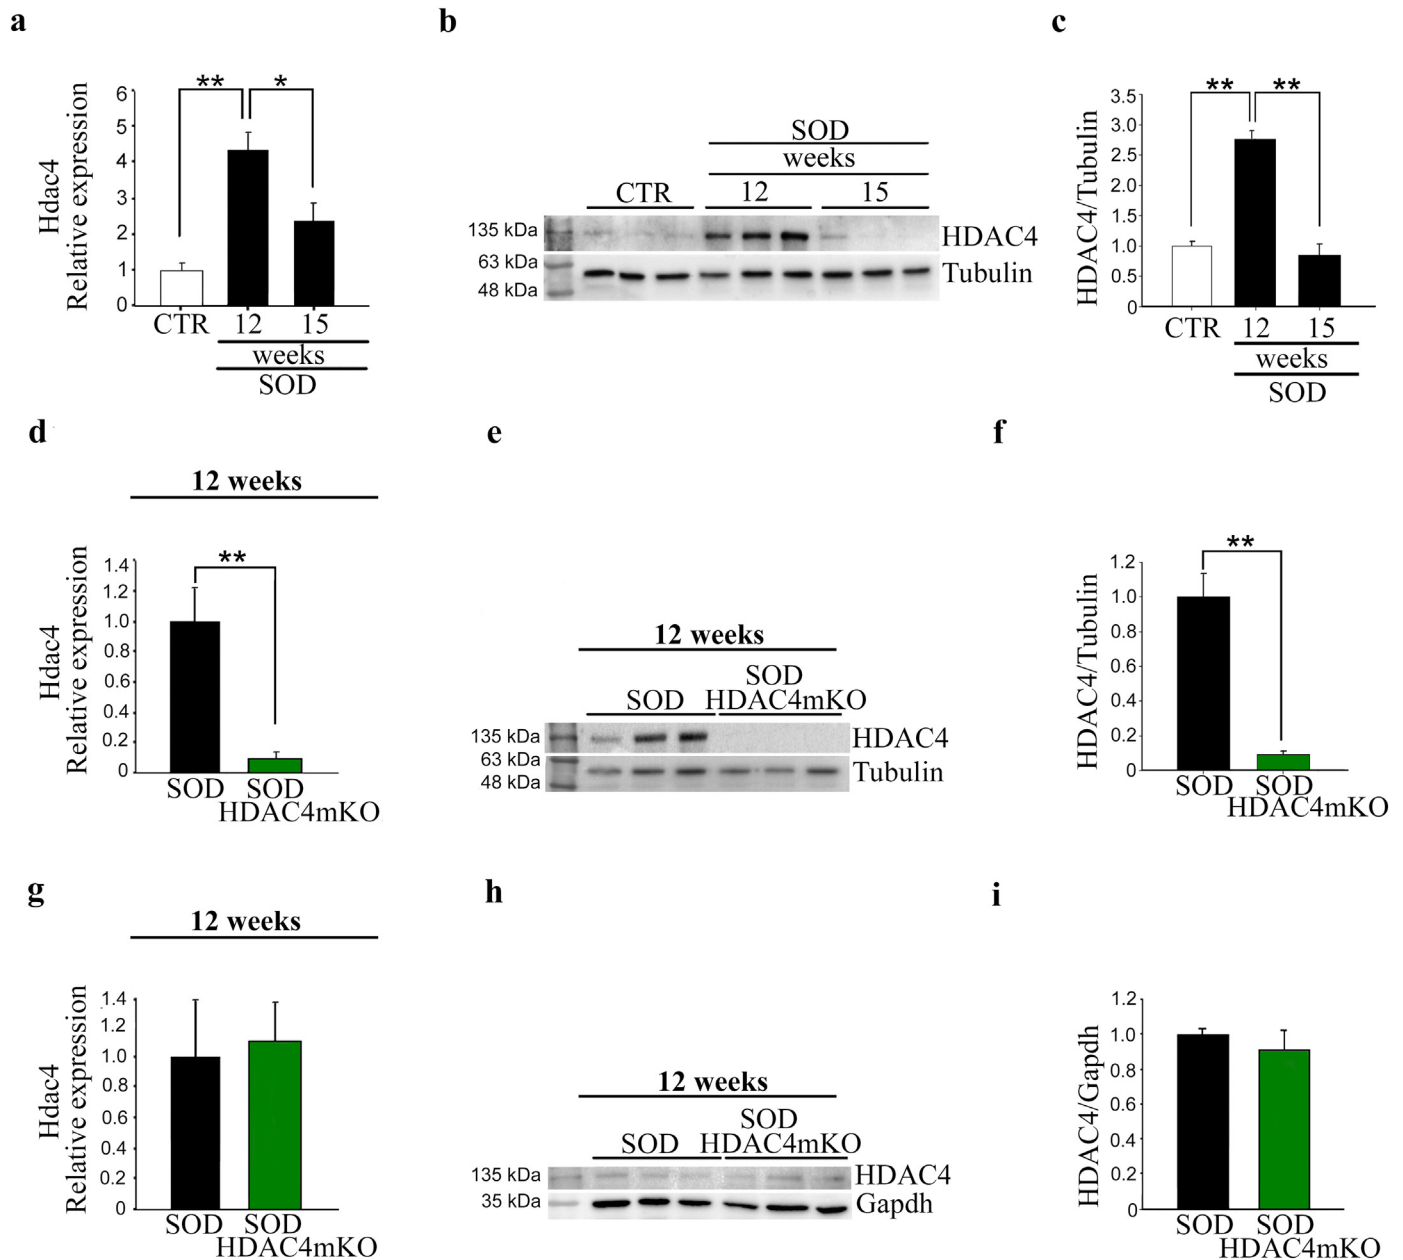 a
Hdac4
Relative expression
6
5
4
3
2
1
0
** *
CTR 12 15
weeks
SOD
b
SOD
weeks
CTR 12 15
135 kDa HDAC4
63 kDa
Tubulin
48 kDa
c
HDAC4/Tubulin
3.5
3.0
2.5
2.0
1.5
1.0
0.5
0
** **
CTR 12 15
weeks
SOD
d
12 weeks
Hdac4
Relative expression
1.4
1.2
1.0
0.8
0.6
0.4
0.2
0
**
SOD SOD
HDAC4mKO
e
12 weeks
SOD
SOD HDAC4mKO
135 kDa HDAC4
63 kDa
Tubulin
48 kDa
f
HDAC4/Tubulin
1.2
1.0
0.8
0.6
0.4
0.2
0
**
SOD SOD
HDAC4mKO
g
12 weeks
Hdac4
Relative expression
1.4
1.2
1.0
0.8
0.6
0.4
0.2
0
SOD SOD
HDAC4mKO
h
12 weeks
SOD
SOD HDAC4mKO
135 kDa HDAC4
35 kDa Gapdh
i
HDAC4/Gapdh
1.2
1.0
0.8
0.6
0.4
0.2
0
SOD SOD
HDAC4mKO